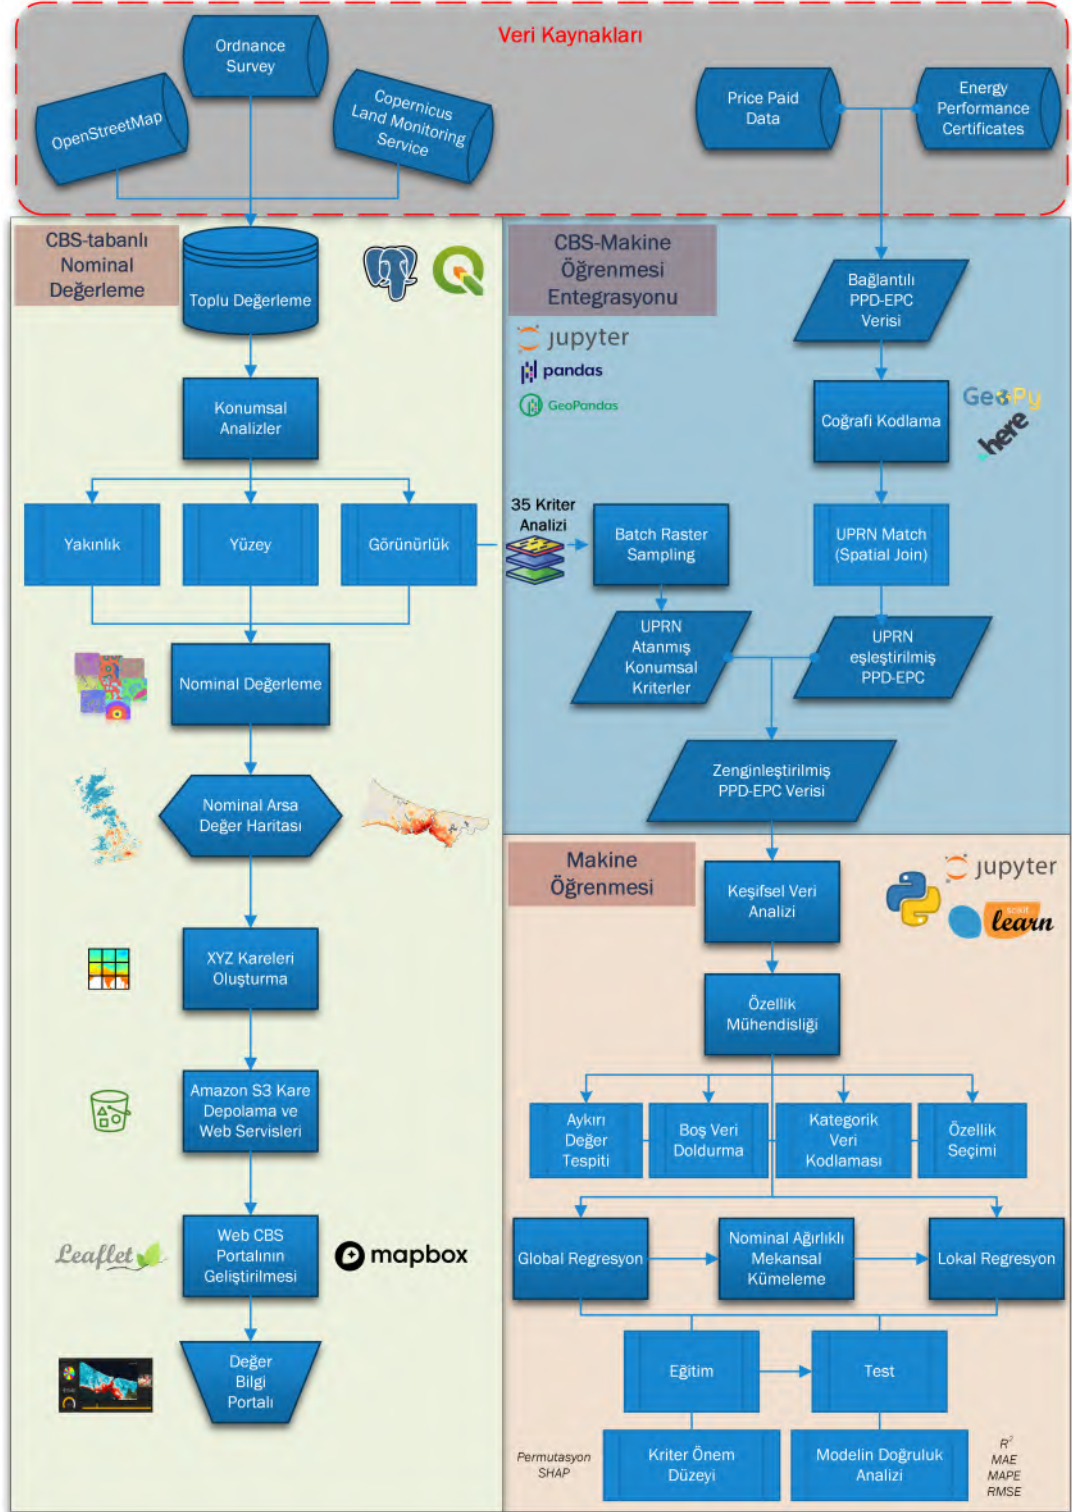 Veri Kaynakları
Ordnance
Survey
OpenStreetMap
Copernicus
Land Monitoring
Service
Price Paid
Data
Energy
Performance
Certificates
CBS-tabanlı
Nominal
Değerleme
Toplu Değerleme
Konumsal
Analizler
Yakınlık
Yüzey
Görünürlük
Nominal Değerleme
Nominal Arsa
Değer Haritası
XYZ Kareleri
Oluşturma
Amazon S3 Kare
Depolama ve
Web Servisleri
Leaflet
Web CBS
Portalının
Geliştirilmesi
mapbox
Değer
Bilgi
Portalı
CBS-Makine
Öğrenmesi
Entegrasyonu
jupyter
pandas
GeoPandas
Bağlantılı
PPD-EPC
Verisi
Coğrafi Kodlama
GeoPy
here
35 Kriter
Analizi
Batch Raster
Sampling
UPRN Match
(Spatial Join)
UPRN
Atanmış
Konumsal
Kriterler
UPRN
eşleştirilmiş
PPD-EPC
Zenginleştirilmiş
PPD-EPC Verisi
Makine
Öğrenmesi
Keşifsel Veri
Analizi
jupyter
scikit
learn
Özellik
Mühendisliği
Aykırı
Değer
Tespiti
Boş Veri
Doldurma
Kategorik
Veri
Kodlaması
Özellik
Seçimi
Global Regresyon
Nominal Ağırlıklı
Mekansal
Kümeleme
Lokal Regresyon
Eğitim
Test
Permutasyon
SHAP
Kriter Önem
Düzeyi
Modelin Doğruluk
Analizi
R²
MAE
MAPE
RMSE